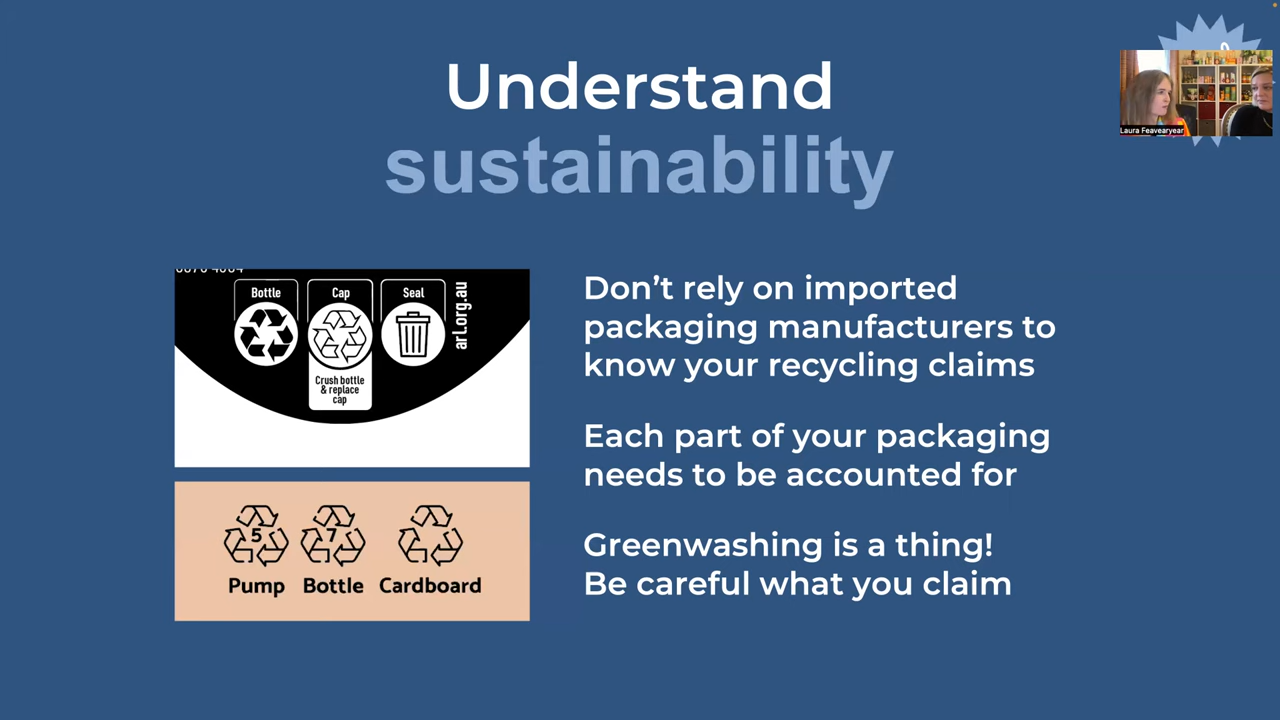 Understand
sustainability
Laura Feavearyear
Bottle
Cap
Seal
arl.org.au
Crush bottle
& replace
cap
Don’t rely on imported
packaging manufacturers to
know your recycling claims
Each part of your packaging
needs to be accounted for
5
7
Pump
Bottle
Cardboard
Greenwashing is a thing!
Be careful what you claim